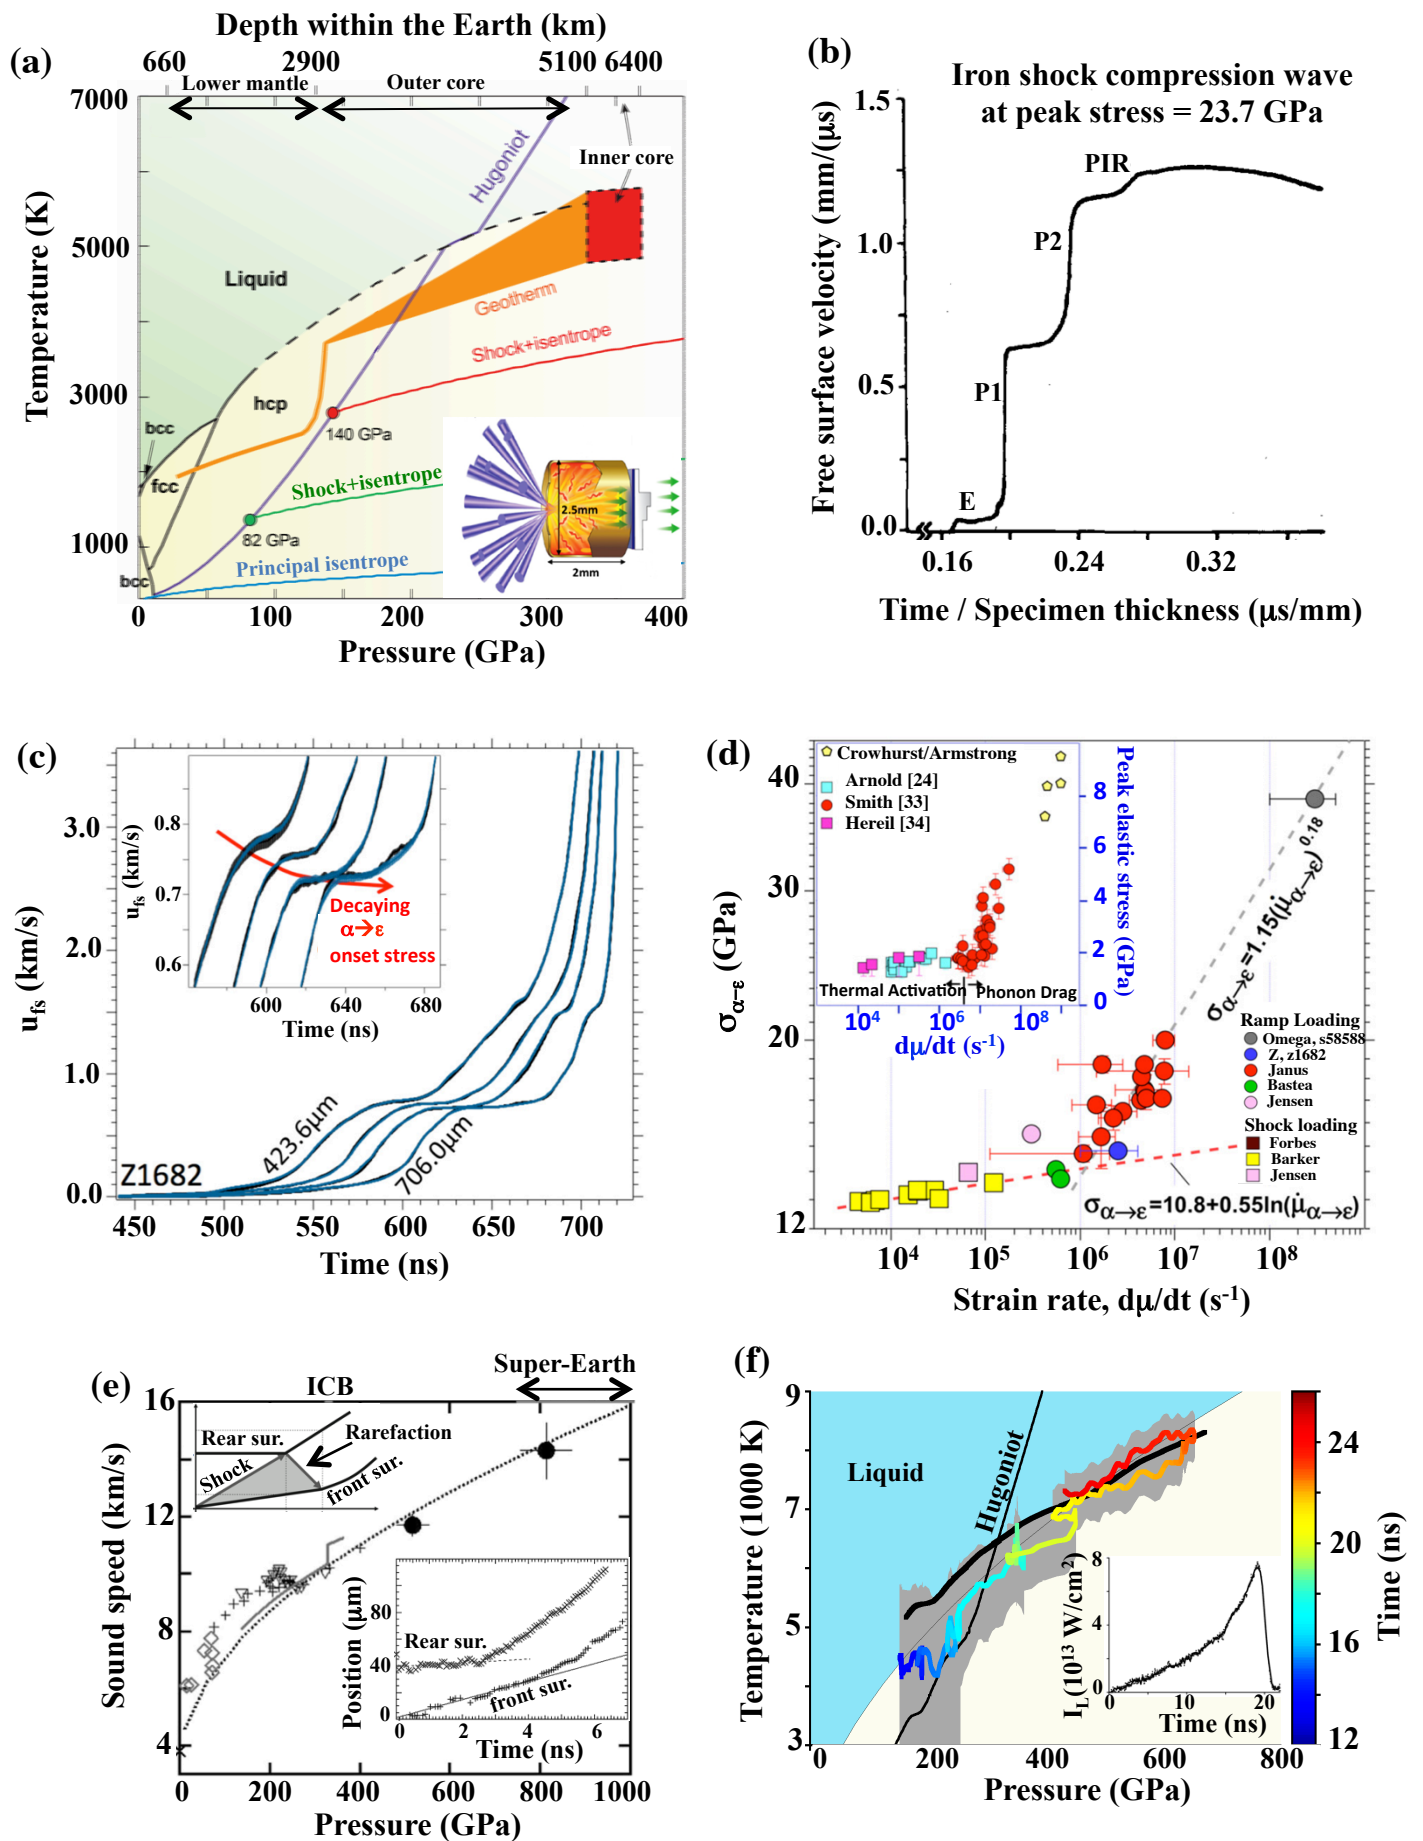 (a)
Depth within the Earth (km)
660 2900 5100 6400
Lower mantle Outer core
Inner core
Hugoniot
Liquid
Geotherm
Shock+isentrope
hcp
140 GPa
bcc
fcc
Shock+isentrope
82 GPa
Principal isentrope
bcc
2.5mm
2mm
Temperature (K)
7000
5000
3000
1000
0 100 200 300 400
Pressure (GPa)
(b)
Iron shock compression wave
at peak stress = 23.7 GPa
Free surface velocity (mm/(μs)
1.5
1.0
0.5
0.0
PIR
P2
P1
E
0.16 0.24 0.32
Time / Specimen thickness (μs/mm)
(c)
u_fs (km/s)
3.0
2.0
1.0
0.0
u_fs (km/s)
0.8
0.7
0.6
Decaying
α→ε
onset stress
600 640 680
Time (ns)
423.6μm
706.0μm
Z1682
450 500 550 600 650 700
Time (ns)
(d)
σα-ε (GPa)
40
30
20
12
Crowhurst/Armstrong
Arnold [24]
Smith [33]
Hereil [34]
Peak elastic stress (GPa)
8
6
4
2
0
Thermal Activation Phonon Drag
10⁴ 10⁶ 10⁸
dμ/dt (s⁻¹)
σα→ε=1.15(μ̇α→ε)^0.18
Ramp Loading
Omega, s58588
Z, z1682
Janus
Bastea
Jensen
Shock loading
Forbes
Barker
Jensen
σα→ε=10.8+0.55ln(μ̇α→ε)
10⁴ 10⁵ 10⁶ 10⁷ 10⁸
Strain rate, dμ/dt (s⁻¹)
(e)
Super-Earth
ICB
Sound speed (km/s)
16
12
8
4
Rear sur.
Rarefaction
Shock
front sur.
Position (μm)
80
40
0
Rear sur.
front sur.
0 2 4 6
Time (ns)
0 200 400 600 800 1000
Pressure (GPa)
(f)
Temperature (1000 K)
9
7
5
3
Liquid
Hugoniot
I_L (10¹³ W/cm²)
8
4
0
0 10 20
Time (ns)
0 200 400 600 800
Pressure (GPa)
24
20
16
12
Time (ns)